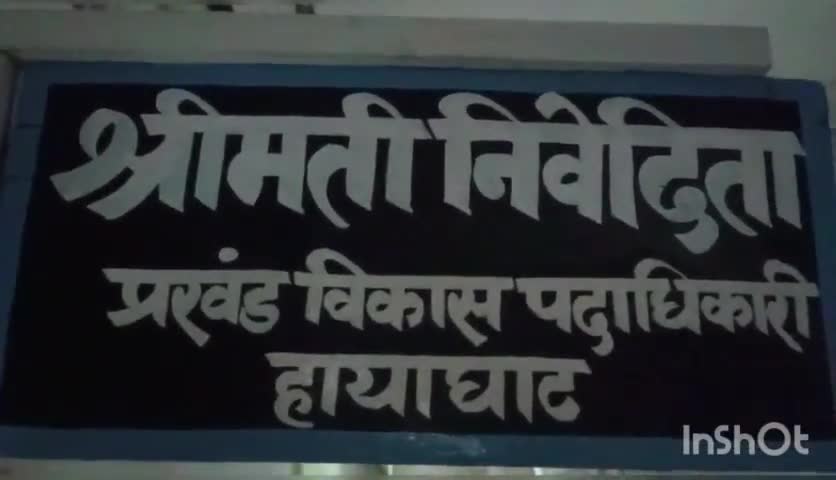 श्रीमती निवेदिता
प्रखंड विकास पदाधिकारी
हायाघाट
InShOt